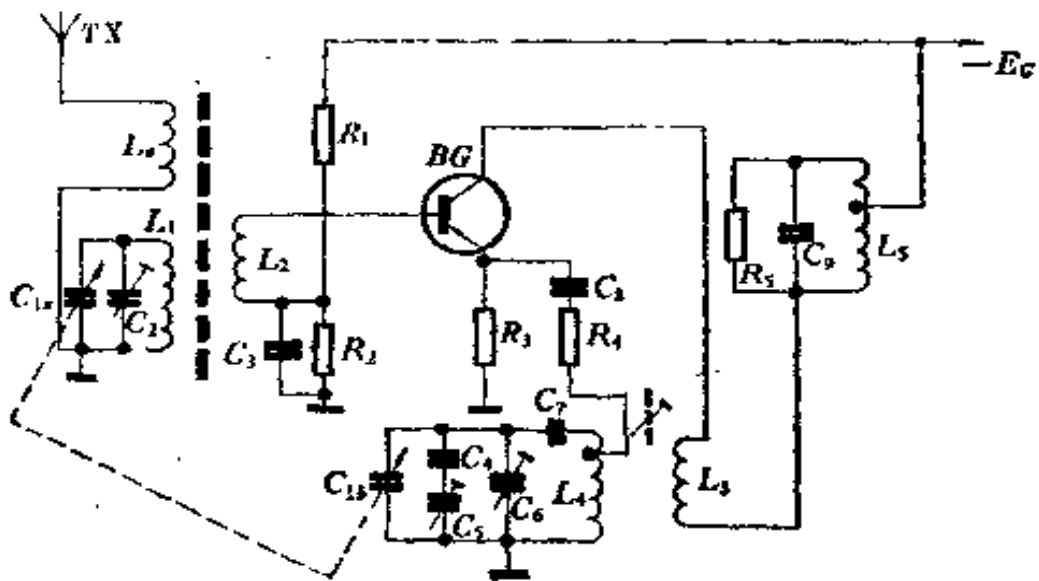 TX
— E_G
L_a
R_1
BG
L_1
L_2
C_1a
C_2
C_3
R_2
R_3
C_8
R_4
R_5
C_9
L_5
C_7
C_1b
C_4
C_5
C_6
L_4
L_3